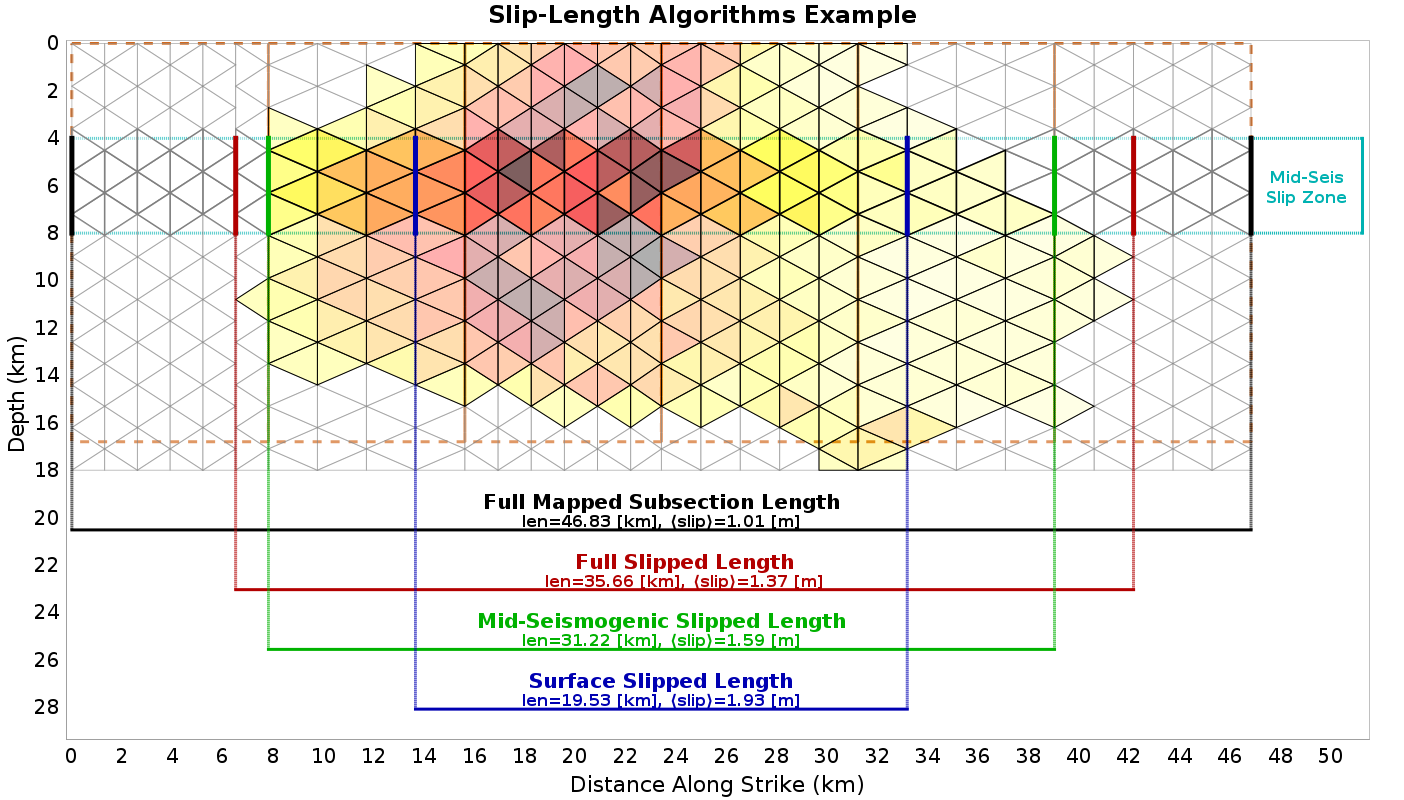 Slip-Length Algorithms Example
0
2
4
6
8
10
12
14
16
18
20
22
24
26
28
Depth (km)
Mid-Seis
Slip Zone
Full Mapped Subsection Length
len=46.83 [km], ⟨slip⟩=1.01 [m]
Full Slipped Length
len=35.66 [km], ⟨slip⟩=1.37 [m]
Mid-Seismogenic Slipped Length
len=31.22 [km], ⟨slip⟩=1.59 [m]
Surface Slipped Length
len=19.53 [km], ⟨slip⟩=1.93 [m]
0 2 4 6 8 10 12 14 16 18 20 22 24 26 28 30 32 34 36 38 40 42 44 46 48 50
Distance Along Strike (km)